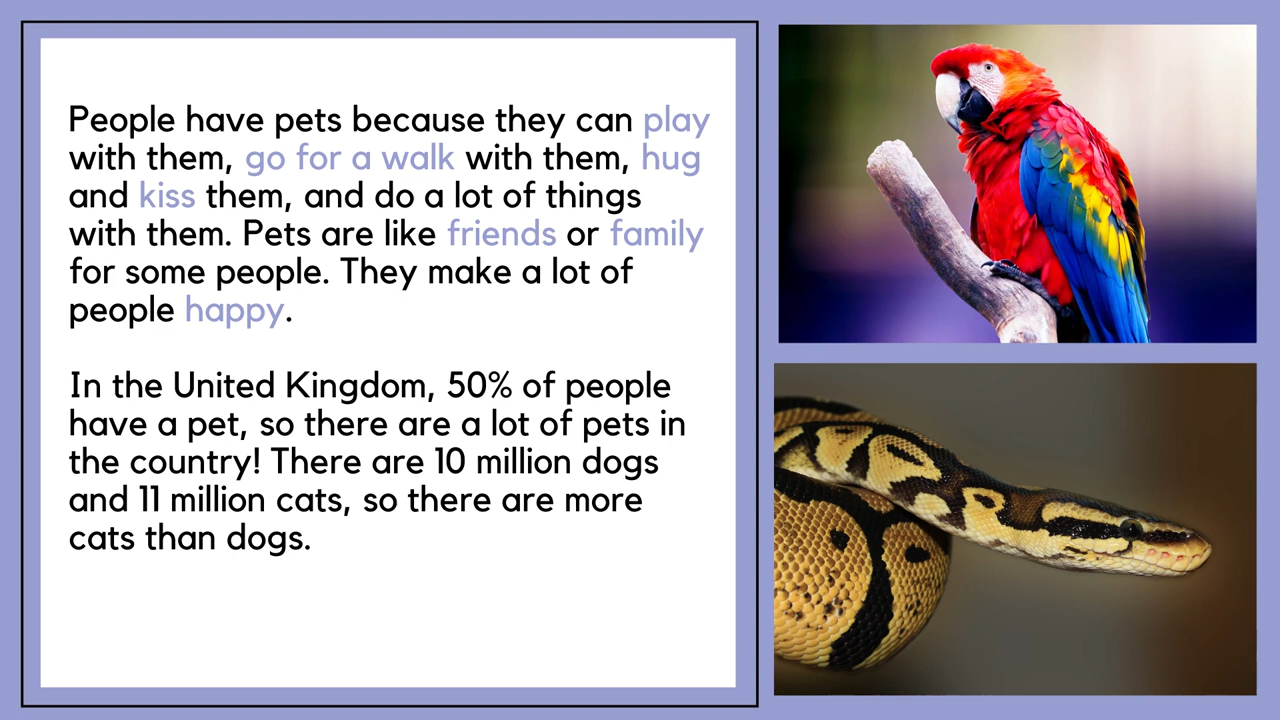 People have pets because they can play
with them, go for a walk with them, hug
and kiss them, and do a lot of things
with them. Pets are like friends or family
for some people. They make a lot of
people happy.
In the United Kingdom, 50% of people
have a pet, so there are a lot of pets in
the country! There are 10 million dogs
and 11 million cats, so there are more
cats than dogs.